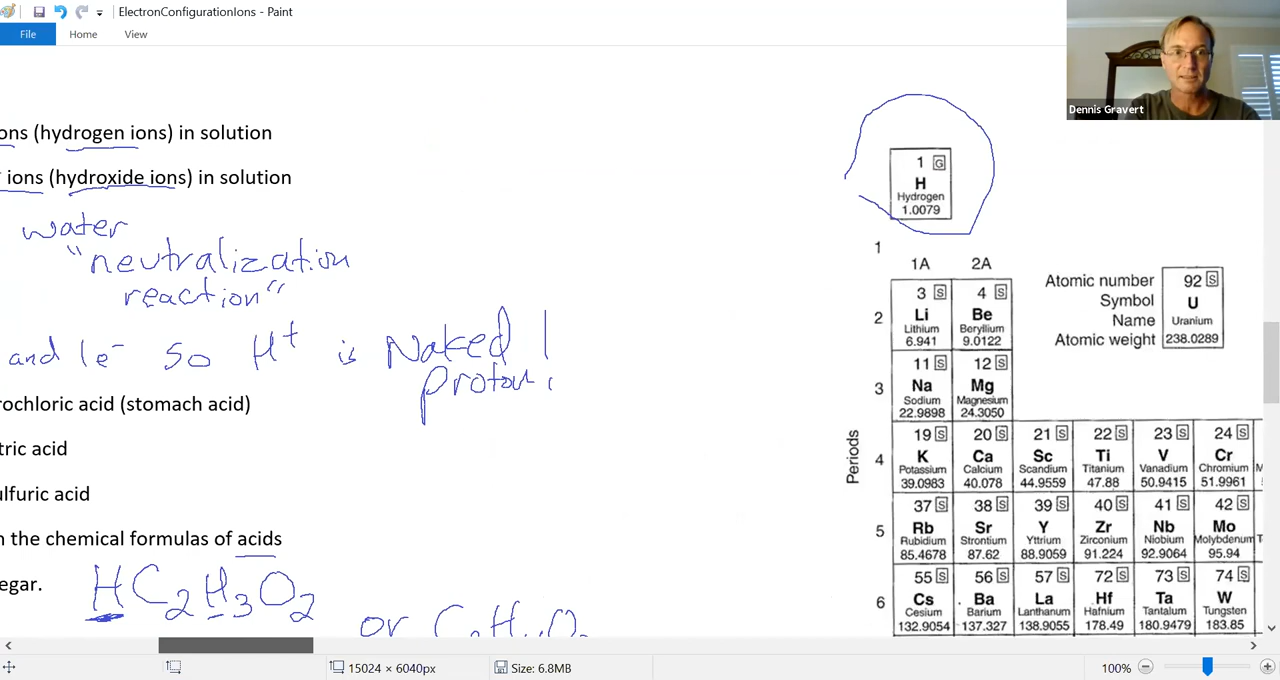 ElectronConfigurationIons - Paint
File Home View
Dennis Gravert
ons (hydrogen ions) in solution
ions (hydroxide ions) in solution
water
"neutralization
reaction"
and 1e- So H+ is Naked
proton
rochloric acid (stomach acid)
tric acid
ulfuric acid
n the chemical formulas of acids
egar. HC2H3O2
or
1 G
H
Hydrogen
1.0079
1
1A 2A
Atomic number 92 S
Symbol U
Name Uranium
Atomic weight 238.0289
Periods
2
3 S 4 S
Li Be
Lithium Beryllium
6.941 9.0122
3
11 S 12 S
Na Mg
Sodium Magnesium
22.9898 24.3050
4
19 S 20 S 21 S 22 S 23 S 24 S
K Ca Sc Ti V Cr
Potassium Calcium Scandium Titanium Vanadium Chromium
39.0983 40.078 44.9559 47.88 50.9415 51.9961
5
37 S 38 S 39 S 40 S 41 S 42 S
Rb Sr Y Zr Nb Mo
Rubidium Strontium Yttrium Zirconium Niobium Molybdenum
85.4678 87.62 88.9059 91.224 92.9064 95.94
6
55 S 56 S 57 S 72 S 73 S 74 S
Cs Ba La Hf Ta W
Cesium Barium Lanthanum Hafnium Tantalum Tungsten
132.9054 137.327 138.9055 178.49 180.9479 183.85
15024 × 6040px Size: 6.8MB 100%